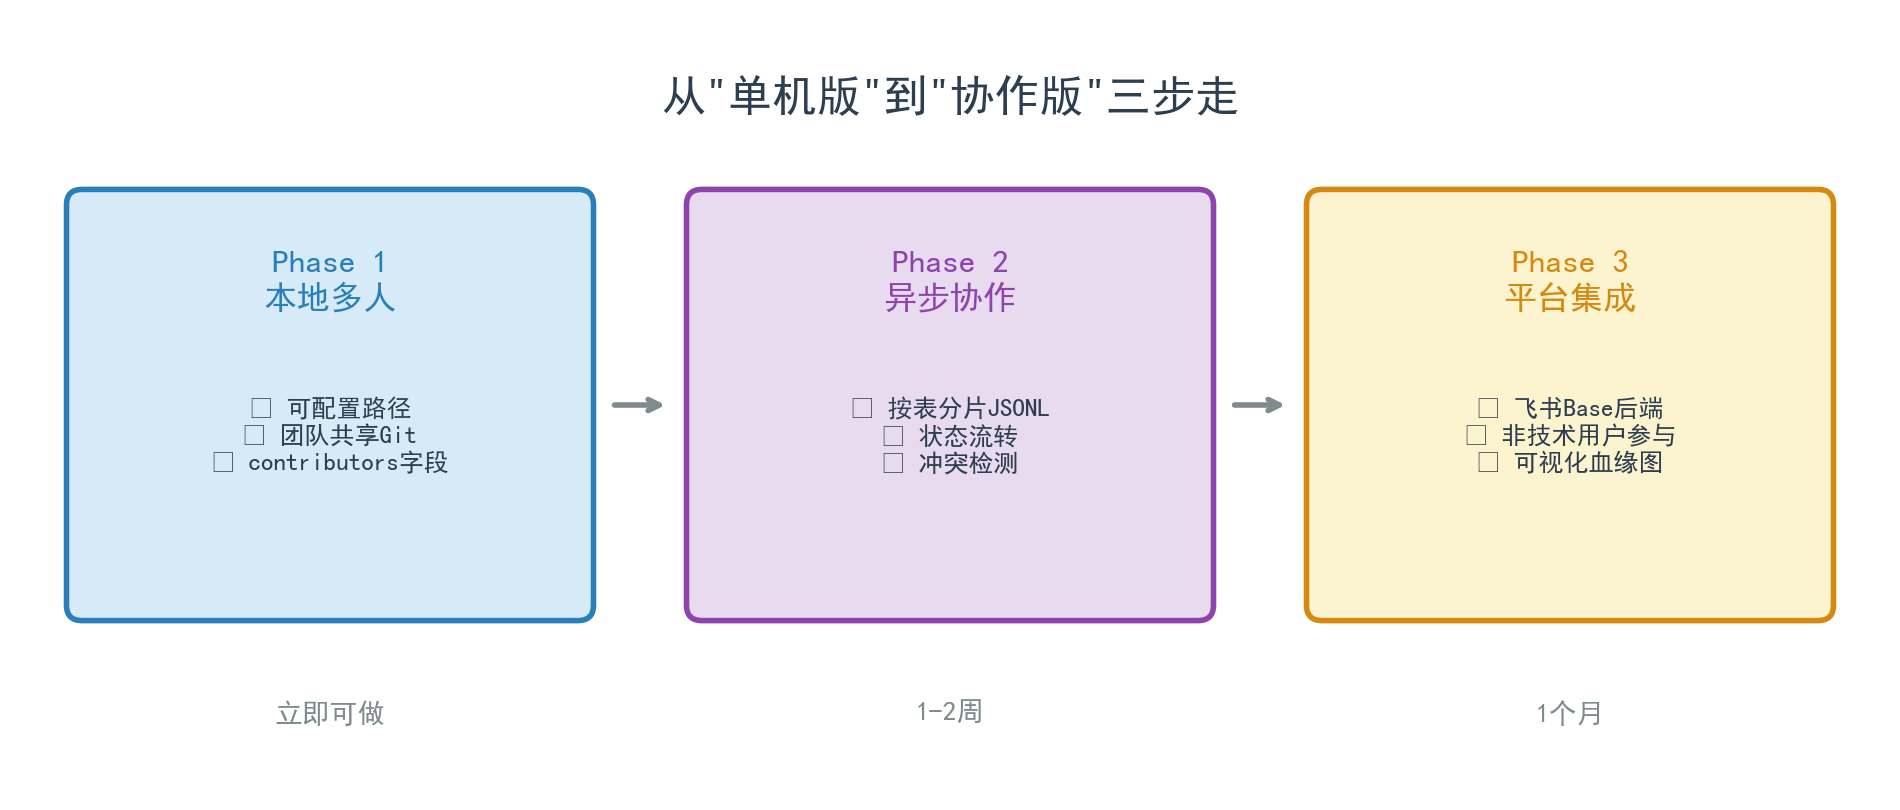 从"单机版"到"协作版"三步走
Phase 1
本地多人
□ 可配置路径
□ 团队共享Git
□ contributors字段
立即可做
Phase 2
异步协作
□ 按表分片JSONL
□ 状态流转
□ 冲突检测
1-2周
Phase 3
平台集成
□ 飞书Base后端
□ 非技术用户参与
□ 可视化血缘图
1个月